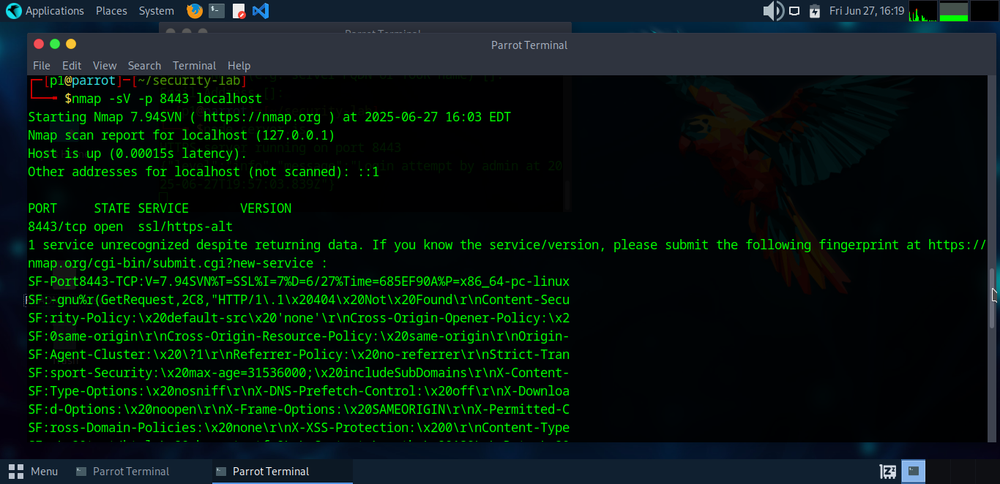 Applications Places System Fri Jun 27, 16:19
Parrot Terminal
Parrot Terminal
File Edit View Search Terminal Help
┌─[p1@parrot]─[~/security-lab]
└──╼ $nmap -sV -p 8443 localhost
Starting Nmap 7.94SVN ( https://nmap.org ) at 2025-06-27 16:03 EDT
Nmap scan report for localhost (127.0.0.1)
Host is up (0.00015s latency).
Other addresses for localhost (not scanned): ::1
PORT     STATE SERVICE       VERSION
8443/tcp open  ssl/https-alt
1 service unrecognized despite returning data. If you know the service/version, please submit the following fingerprint at https://
nmap.org/cgi-bin/submit.cgi?new-service :
SF-Port8443-TCP:V=7.94SVN%T=SSL%I=7%D=6/27%Time=685EF90A%P=x86_64-pc-linux
SF:-gnu%r(GetRequest,2C8,"HTTP/1\.1\x20404\x20Not\x20Found\r\nContent-Secu
SF:rity-Policy:\x20default-src\x20'none'\r\nCross-Origin-Opener-Policy:\x2
SF:0same-origin\r\nCross-Origin-Resource-Policy:\x20same-origin\r\nOrigin-
SF:Agent-Cluster:\x20\?1\r\nReferrer-Policy:\x20no-referrer\r\nStrict-Tran
SF:sport-Security:\x20max-age=31536000;\x20includeSubDomains\r\nX-Content-
SF:Type-Options:\x20nosniff\r\nX-DNS-Prefetch-Control:\x20off\r\nX-Downloa
SF:d-Options:\x20noopen\r\nX-Frame-Options:\x20SAMEORIGIN\r\nX-Permitted-C
SF:ross-Domain-Policies:\x20none\r\nX-XSS-Protection:\x200\r\nContent-Type
Menu Parrot Terminal Parrot Terminal